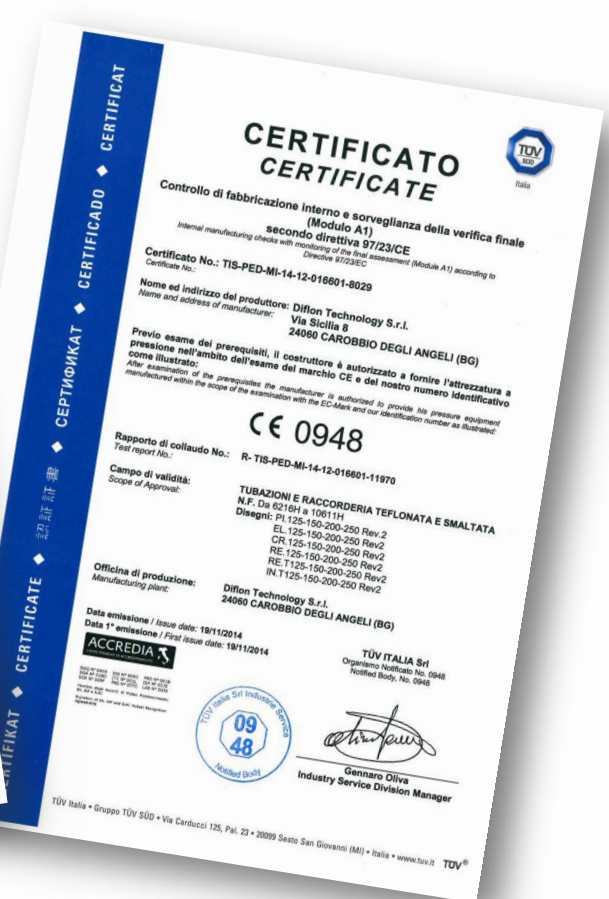 CERTIFICATO
CERTIFICATE
TÜV
SÜD
Italia
Controllo di fabbricazione interno e sorveglianza della verifica finale
(Modulo A1)
secondo direttiva 97/23/CE
Internal manufacturing checks with monitoring of the final assessment (Module A1) according to
Directive 97/23/EC
Certificato No.: TIS-PED-MI-14-12-016601-8029
Certificate No.:
Nome ed indirizzo del produttore: Diflon Technology S.r.l.
Name and address of manufacturer: Via Sicilia 8
24060 CAROBBIO DEGLI ANGELI (BG)
Previo esame dei prerequisiti, il costruttore è autorizzato a fornire l'attrezzatura a
pressione nell'ambito dell'esame del marchio CE e del nostro numero identificativo
come illustrato:
After examination of the prerequisites the manufacturer is authorized to provide his pressure equipment
manufactured within the scope of the examination with the EC-Mark and our identification number as illustrated:
CE 0948
Rapporto di collaudo No.: R- TIS-PED-MI-14-12-016601-11970
Test report No.:
Campo di validità:
Scope of Approval:
TUBAZIONI E RACCORDERIA TEFLONATA E SMALTATA
N.F. Da 6216H a 10611H
Disegni: PI.125-150-200-250 Rev.2
EL.125-150-200-250 Rev2
CR.125-150-200-250 Rev2
RE.125-150-200-250 Rev2
RE.T125-150-200-250 Rev2
IN.T125-150-200-250 Rev2
Officina di produzione: Diflon Technology S.r.l.
Manufacturing plant: 24060 CAROBBIO DEGLI ANGELI (BG)
Data emissione / Issue date: 19/11/2014
Data 1° emissione / First issue date: 19/11/2014
ACCREDIA
TÜV ITALIA Srl
Organismo Notificato No. 0948
Notified Body, No. 0948
TÜV Italia Srl Industrie Service
09
48
Notified Body
Gennaro Oliva
Industry Service Division Manager
TÜV Italia • Gruppo TÜV SÜD • Via Carducci 125, Pal. 23 • 20099 Sesto San Giovanni (MI) • Italia • www.tuv.it TÜV®
CERTIFICATE ◆ 認証証書 ◆ СЕРТИФИКАТ ◆ CERTIFICADO ◆ CERTIFICAT